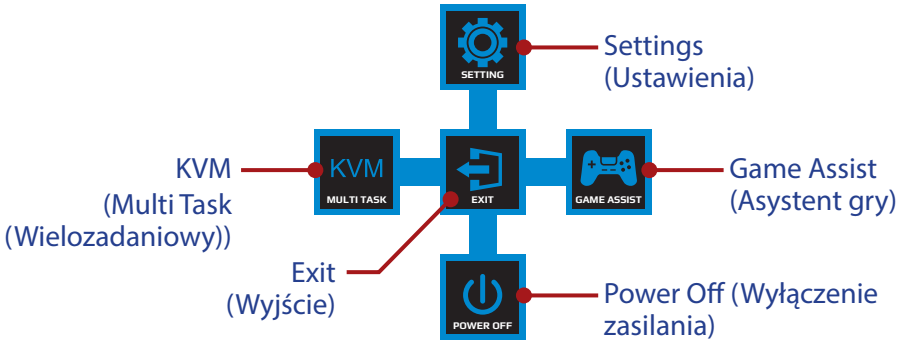 SETTING
Settings
(Ustawienia)
KVM
(Multi Task
(Wielozadaniowy))
KVM
MULTI TASK
EXIT
GAME ASSIST
Game Assist
(Asystent gry)
Exit
(Wyjście)
POWER OFF
Power Off (Wyłączenie
zasilania)